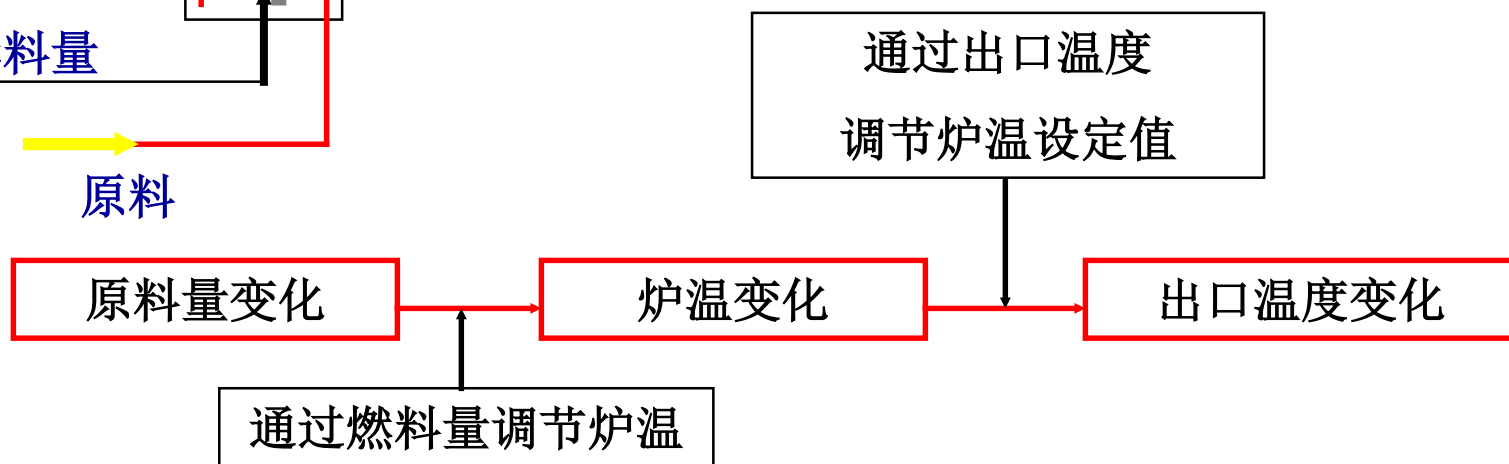 料量
通过出口温度
调节炉温设定值
原料
原料量变化
炉温变化
出口温度变化
通过燃料量调节炉温